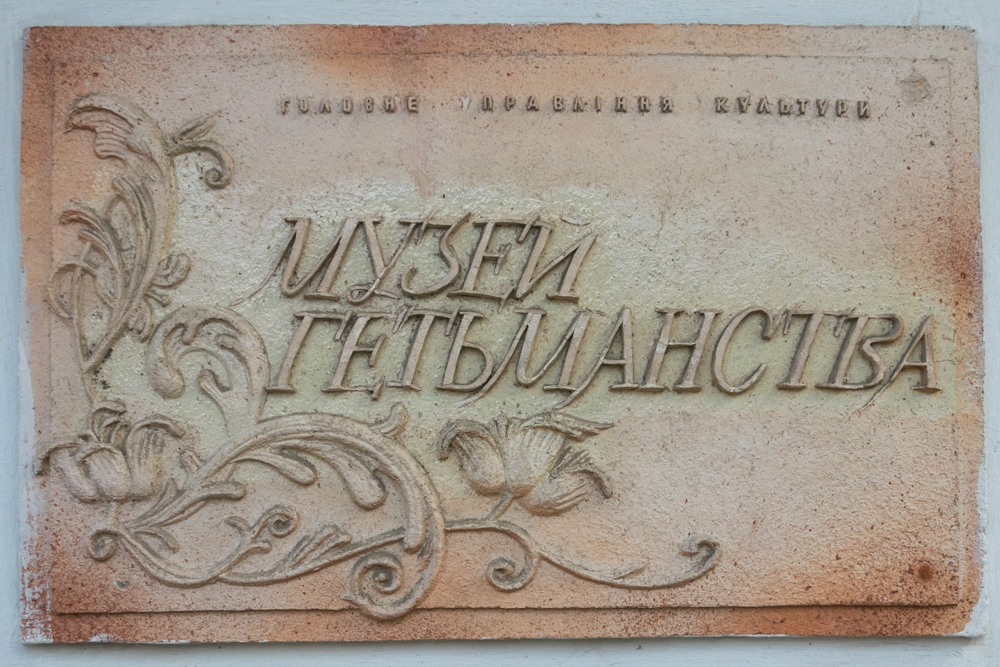 ГОЛОВНЕ УПРАВЛІННЯ КУЛЬТУРИ
МУЗЕЙ
ГЕТЬМАНСТВА